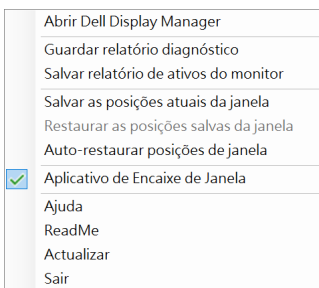 Abrir Dell Display Manager
Guardar relatório diagnóstico
Salvar relatório de ativos do monitor
Salvar as posições atuais da janela
Restaurar as posições salvas da janela
Auto-restaurar posições de janela
Aplicativo de Encaixe de Janela
Ajuda
ReadMe
Actualizar
Sair